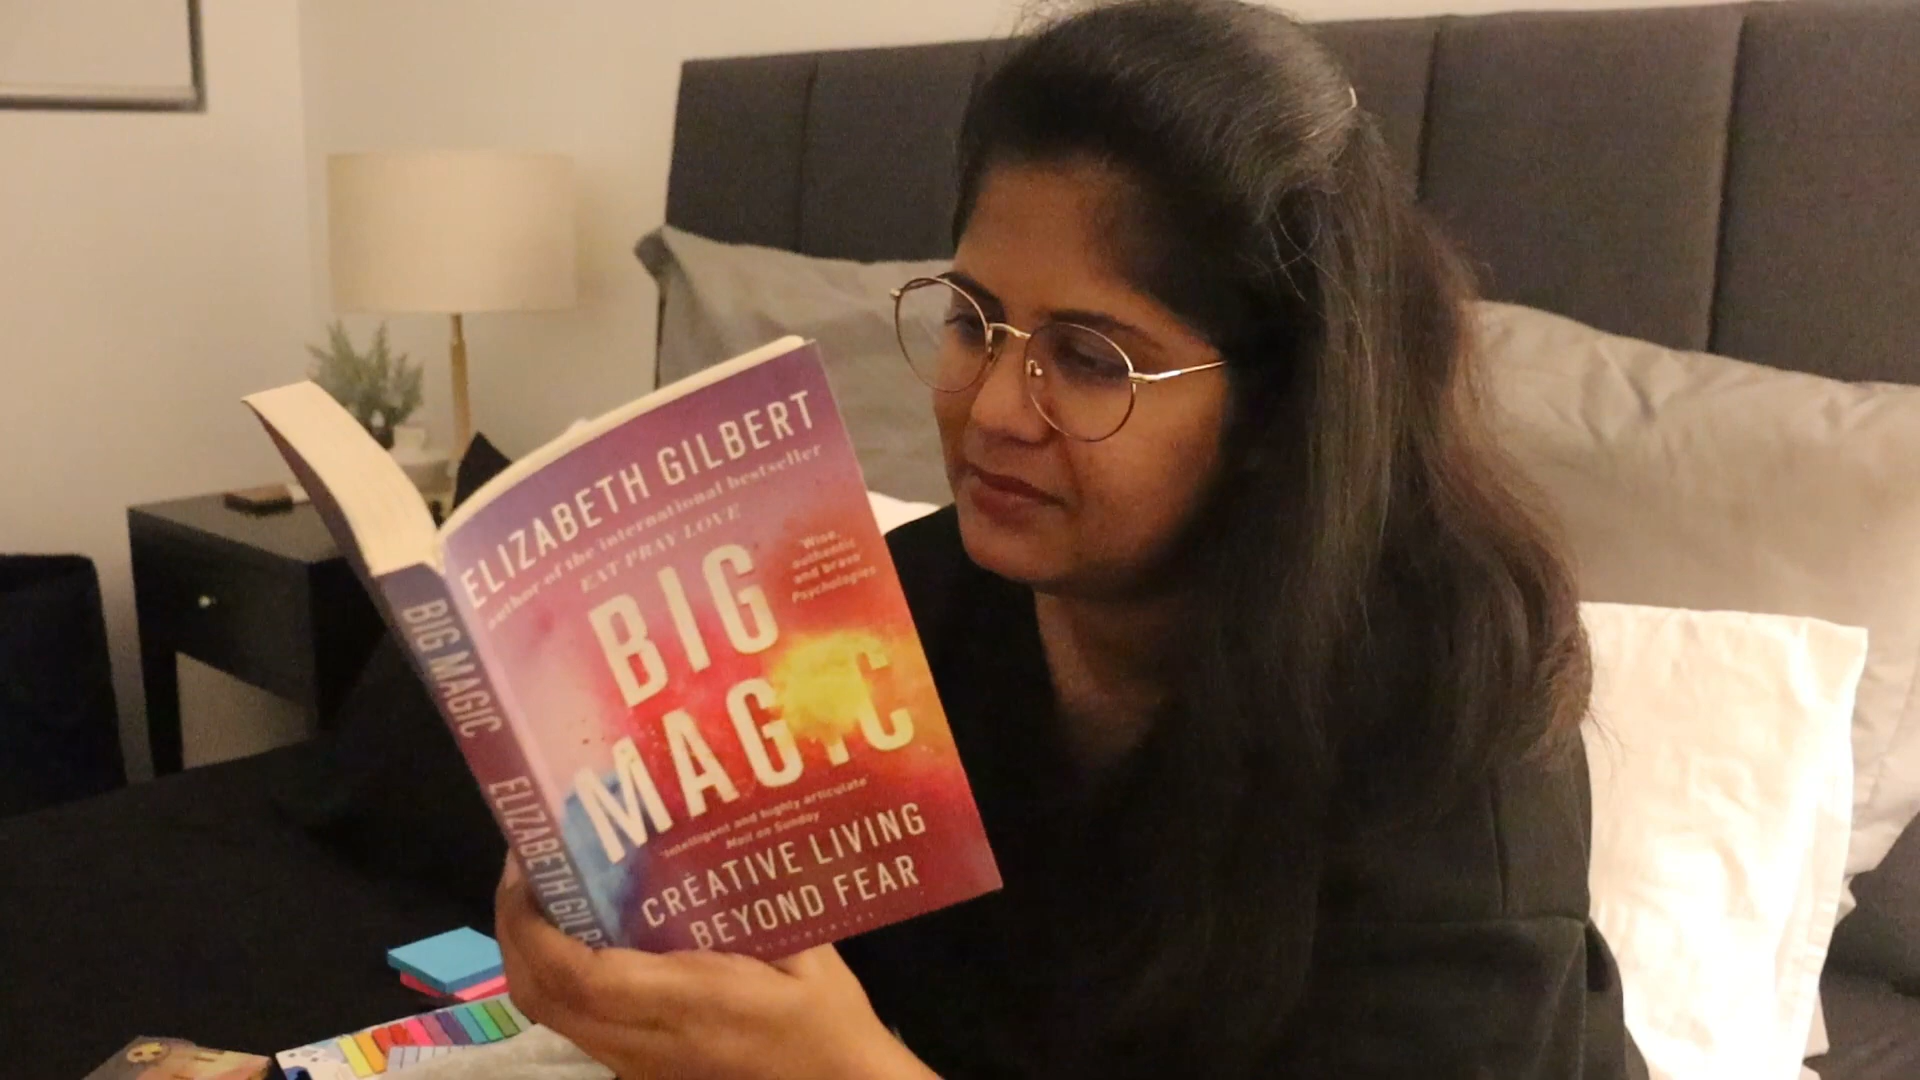 ELIZABETH GILBERT
author of the international bestseller
EAT PRAY LOVE
'Wise,
authentic
and brave'
Psychologies
BIG
MAGIC
'Intelligent and highly articulate'
Mail on Sunday
CREATIVE LIVING
BEYOND FEAR
BLOOMSBURY
BIG MAGIC ELIZABETH